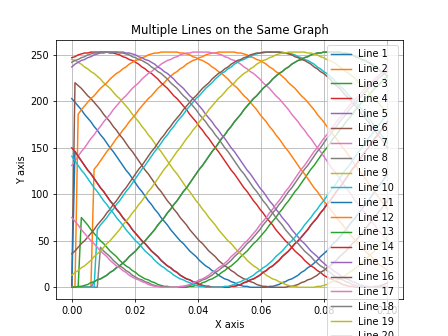 Multiple Lines on the Same Graph
250
200
150
100
50
0
Y axis
0.00
0.02
0.04
0.06
0.08
X axis
Line 1
Line 2
Line 3
Line 4
Line 5
Line 6
Line 7
Line 8
Line 9
Line 10
Line 11
Line 12
Line 13
Line 14
Line 15
Line 16
Line 17
Line 18
Line 19
Line 20